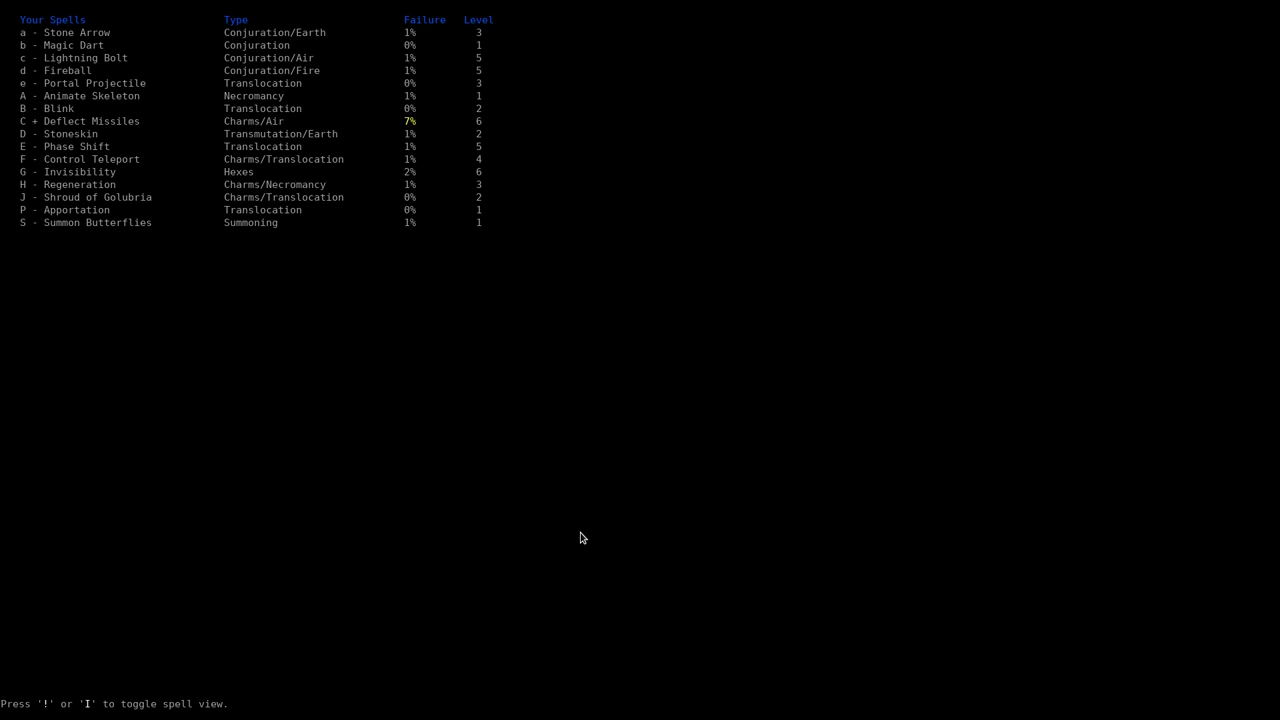 Your Spells Type Failure Level
a - Stone Arrow Conjuration/Earth 1% 3
b - Magic Dart Conjuration 0% 1
c - Lightning Bolt Conjuration/Air 1% 5
d - Fireball Conjuration/Fire 1% 5
e - Portal Projectile Translocation 0% 3
A - Animate Skeleton Necromancy 1% 1
B - Blink Translocation 0% 2
C + Deflect Missiles Charms/Air 7% 6
D - Stoneskin Transmutation/Earth 1% 2
E - Phase Shift Translocation 1% 5
F - Control Teleport Charms/Translocation 1% 4
G - Invisibility Hexes 2% 6
H - Regeneration Charms/Necromancy 1% 3
J - Shroud of Golubria Charms/Translocation 0% 2
P - Apportation Translocation 0% 1
S - Summon Butterflies Summoning 1% 1
Press '!' or 'I' to toggle spell view.